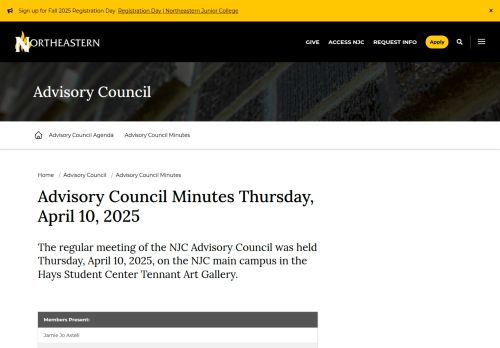 Sign up for Fall 2025 Registration Day Registration Day | Northeastern Junior College ×
NORTHEASTERN
GIVE ACCESS NJC REQUEST INFO Apply
Advisory Council
Advisory Council Agenda Advisory Council Minutes
Home / Advisory Council / Advisory Council Minutes
Advisory Council Minutes Thursday,
April 10, 2025
The regular meeting of the NJC Advisory Council was held
Thursday, April 10, 2025, on the NJC main campus in the
Hays Student Center Tennant Art Gallery.
Members Present:
Jamie Jo Axtell